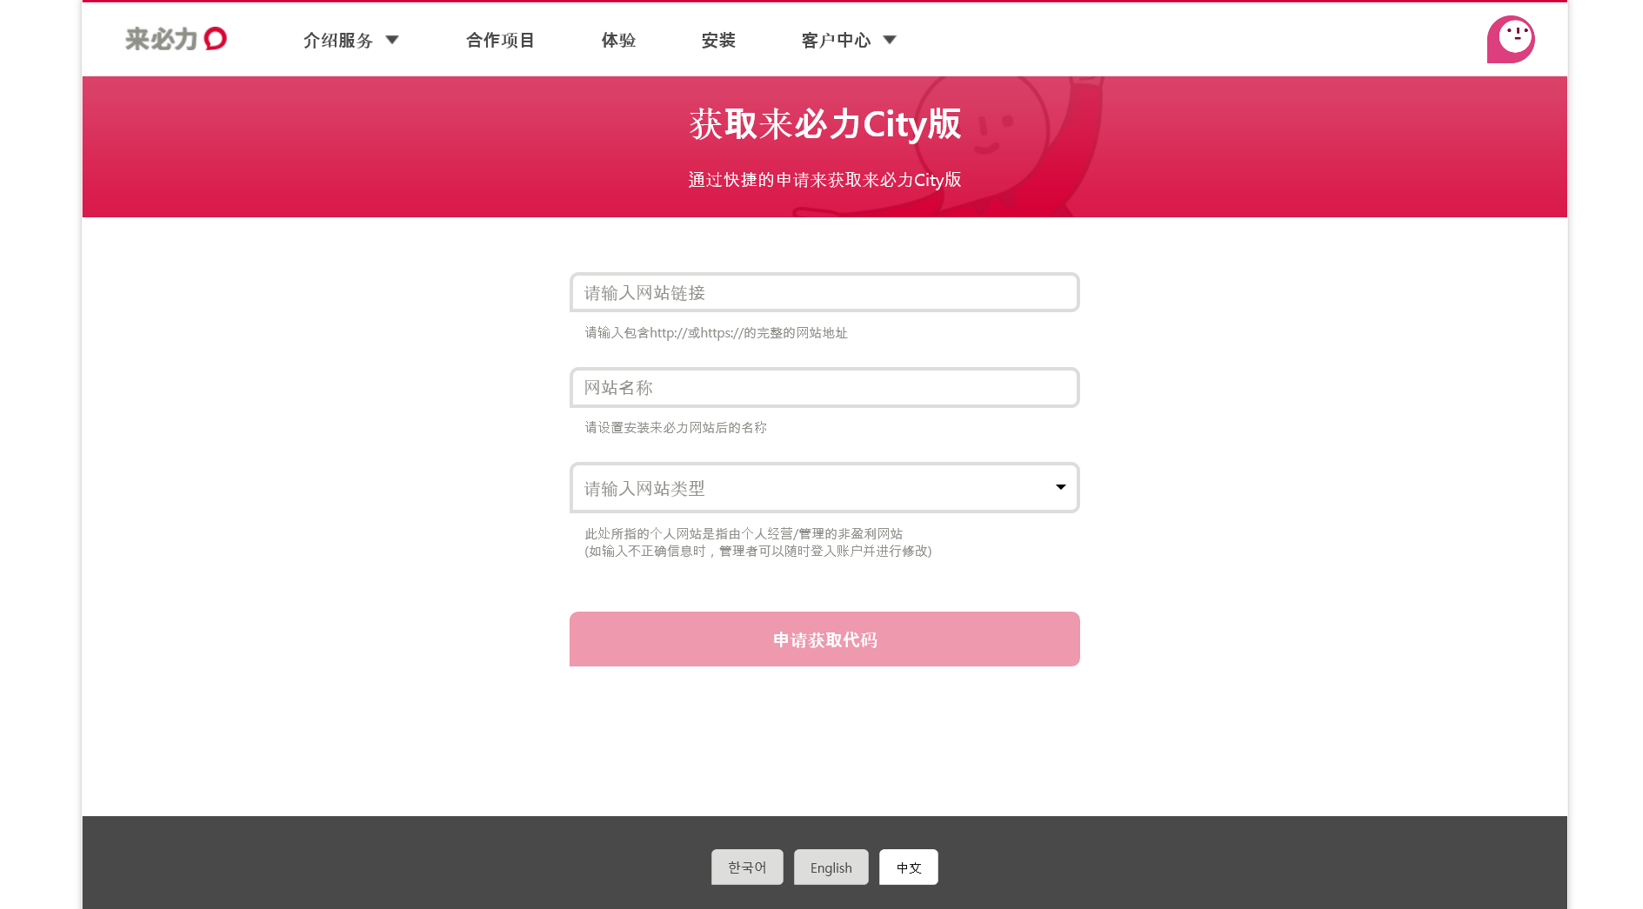 来必力
介绍服务
合作项目
体验
安装
客户中心
获取来必力City版
通过快捷的申请来获取来必力City版
请输入网站链接
请输入包含http://或https://的完整的网站地址
网站名称
请设置安装来必力网站后的名称
请输入网站类型
此处所指的个人网站是指由个人经营/管理的非盈利网站
(如输入不正确信息时，管理者可以随时登入账户并进行修改)
申请获取代码
한국어
English
中文